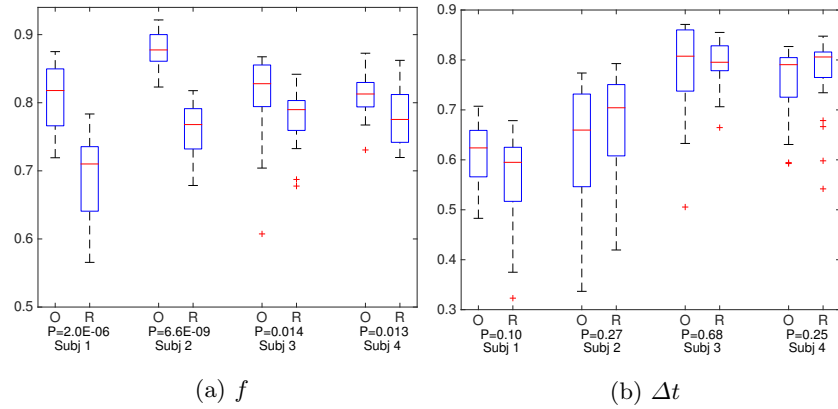 0.9
0.8
0.7
0.6
0.5
O R O R O R O R
P=2.0E-06 P=6.6E-09 P=0.014 P=0.013
Subj 1 Subj 2 Subj 3 Subj 4
(a) f
0.9
0.8
0.7
0.6
0.5
0.4
0.3
O R O R O R O R
P=0.10 P=0.27 P=0.68 P=0.25
Subj 1 Subj 2 Subj 3 Subj 4
(b) Δt